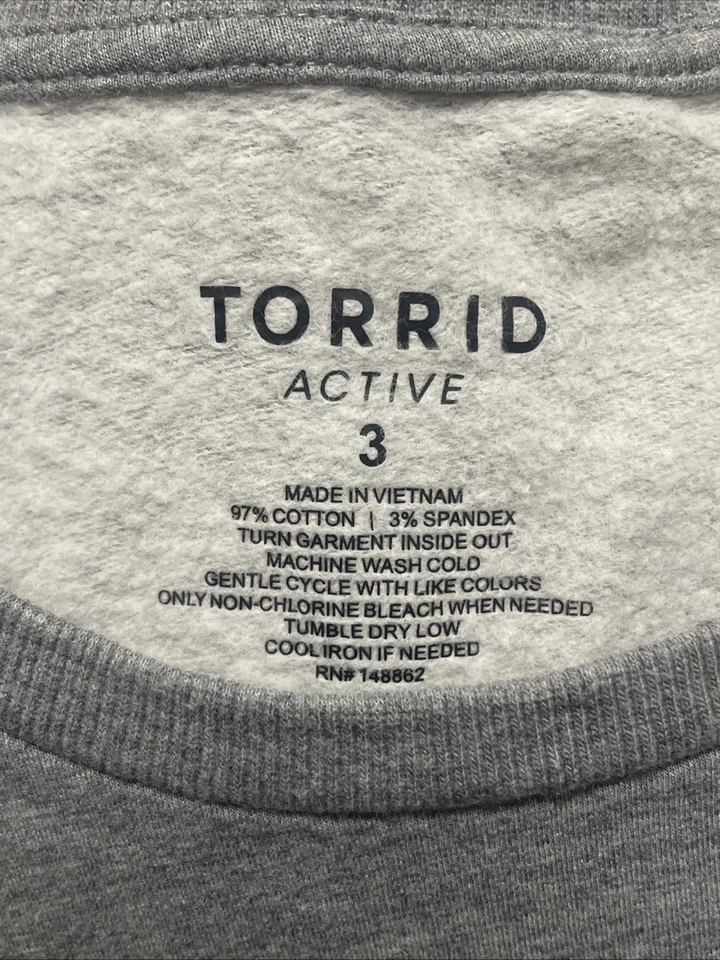 TORRID
ACTIVE
3
MADE IN VIETNAM
97% COTTON | 3% SPANDEX
TURN GARMENT INSIDE OUT
MACHINE WASH COLD
GENTLE CYCLE WITH LIKE COLORS
ONLY NON-CHLORINE BLEACH WHEN NEEDED
TUMBLE DRY LOW
COOL IRON IF NEEDED
RN# 148862